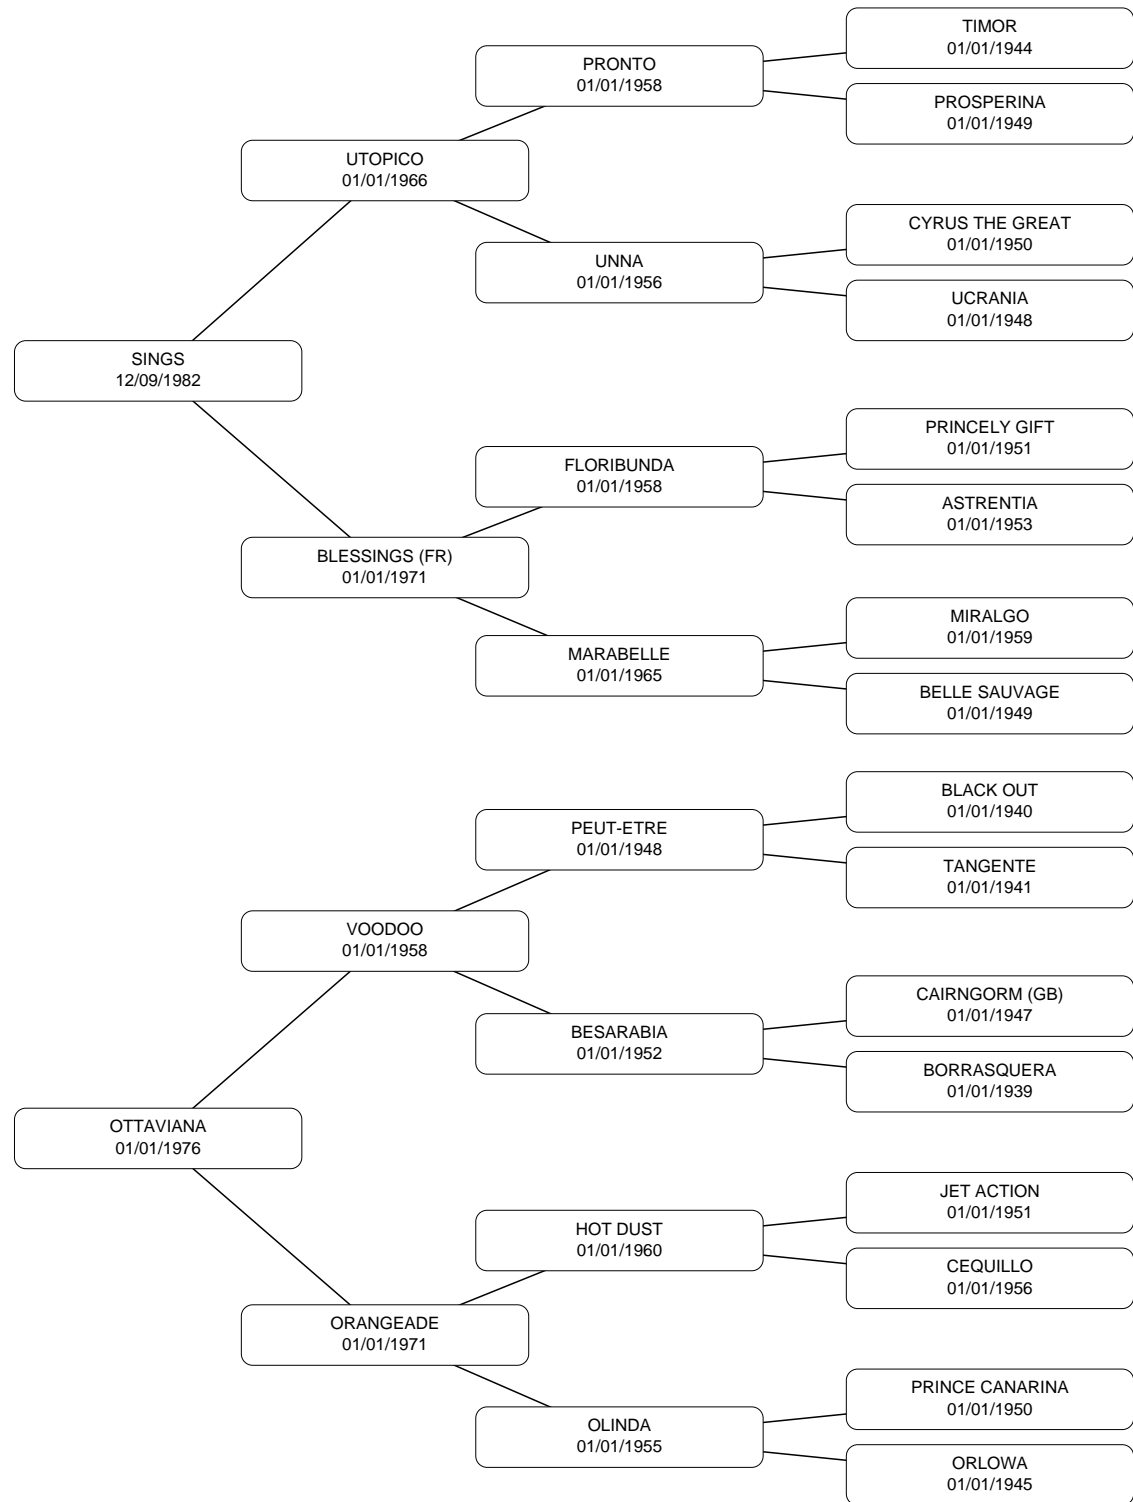 TIMOR
01/01/1944
PRONTO
01/01/1958
PROSPERINA
01/01/1949
UTOPICO
01/01/1966
CYRUS THE GREAT
01/01/1950
UNNA
01/01/1956
UCRANIA
01/01/1948
SINGS
12/09/1982
PRINCELY GIFT
01/01/1951
FLORIBUNDA
01/01/1958
ASTRENTIA
01/01/1953
BLESSINGS (FR)
01/01/1971
MIRALGO
01/01/1959
MARABELLE
01/01/1965
BELLE SAUVAGE
01/01/1949
BLACK OUT
01/01/1940
PEUT-ETRE
01/01/1948
TANGENTE
01/01/1941
VOODOO
01/01/1958
CAIRNGORM (GB)
01/01/1947
BESARABIA
01/01/1952
BORRASQUERA
01/01/1939
OTTAVIANA
01/01/1976
JET ACTION
01/01/1951
HOT DUST
01/01/1960
CEQUILLO
01/01/1956
ORANGEADE
01/01/1971
PRINCE CANARINA
01/01/1950
OLINDA
01/01/1955
ORLOWA
01/01/1945